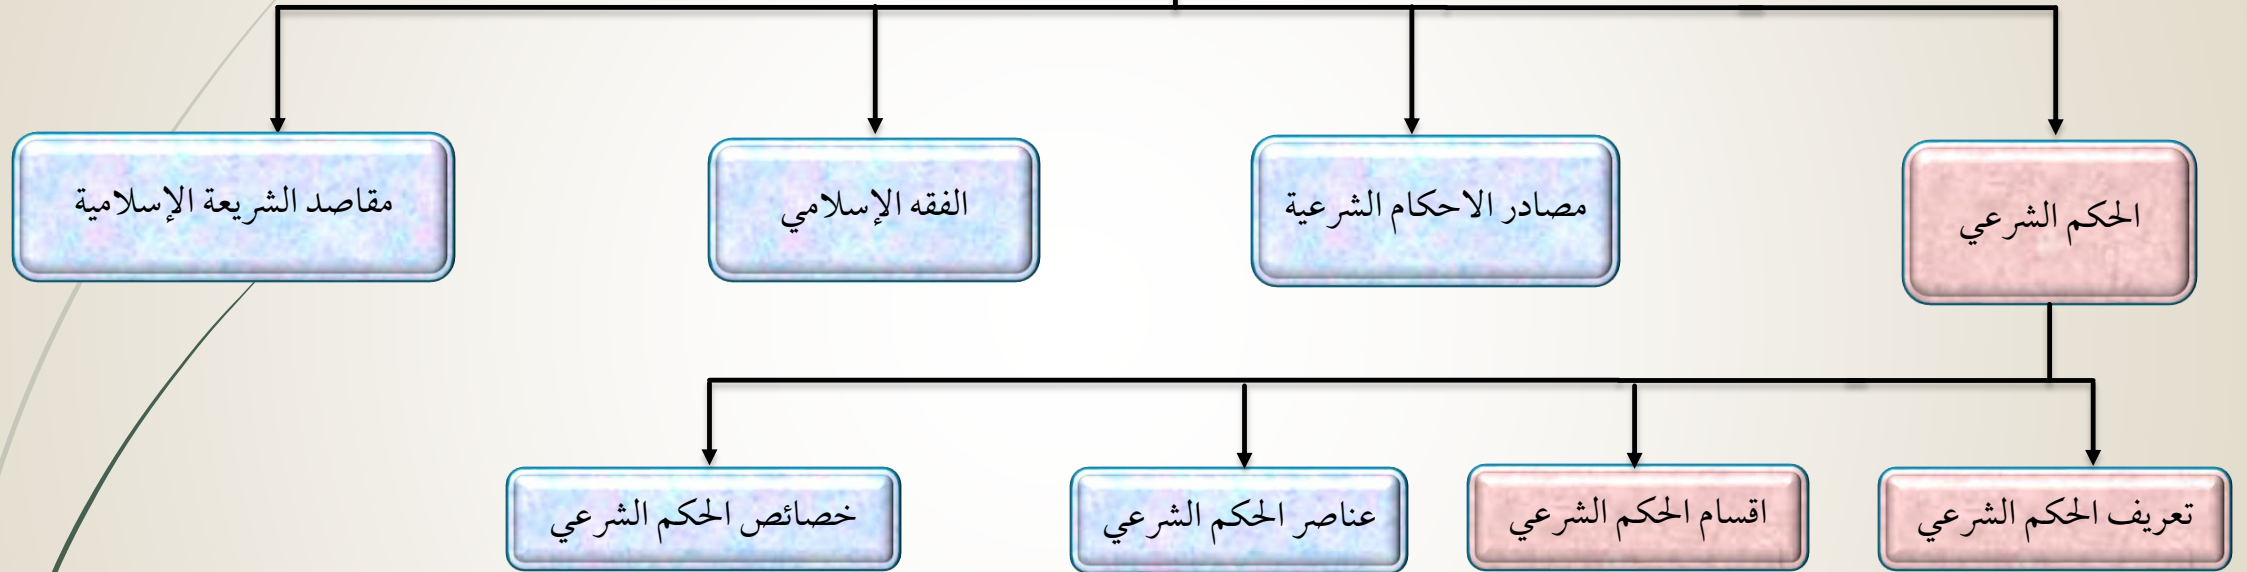 الحكم الشرعي
مصادر الاحكام الشرعية
الفقه الإسلامي
مقاصد الشريعة الإسلامية
تعريف الحكم الشرعي
اقسام الحكم الشرعي
عناصر الحكم الشرعي
خصائص الحكم الشرعي